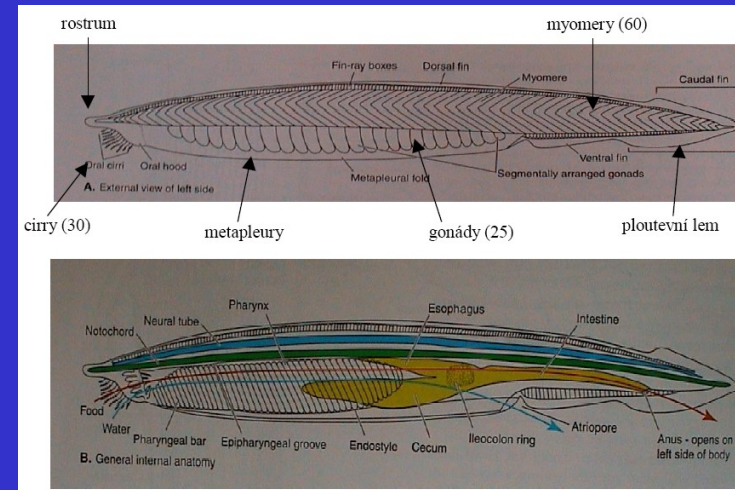 rostrum
myomery (60)
Fin-ray boxes
Dorsal fin
Myomere
Caudal fin
Oral cirri
Oral hood
Metapleural fold
Segmentally arranged gonads
Ventral fin
A. External view of left side
cirry (30)
metapleury
gonády (25)
ploutevní lem
Notochord
Neural tube
Pharynx
Esophagus
Intestine
Food
Water
Pharyngeal bar
Epipharyngeal groove
Endostyle
Cecum
Ileocolon ring
Atriopore
Anus - opens on
left side of body
B. General internal anatomy